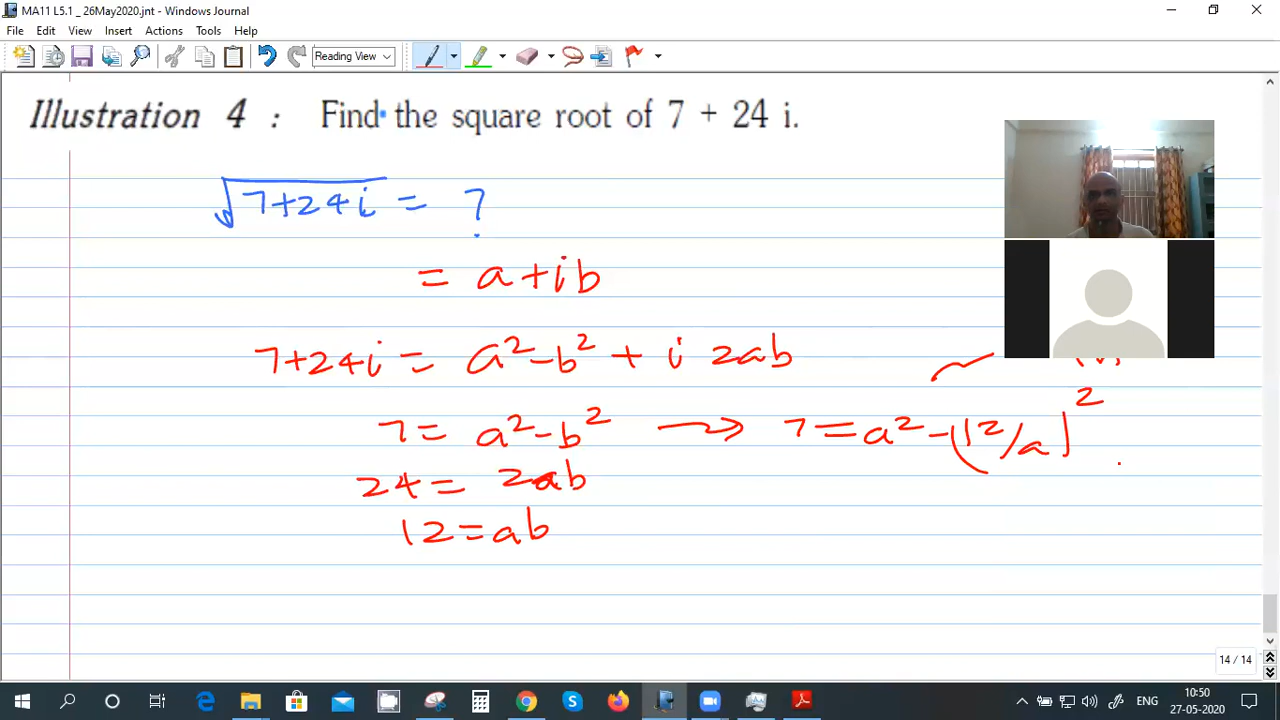 MA11 L5.1 _ 26May2020.jnt - Windows Journal
File Edit View Insert Actions Tools Help
Reading View
Illustration 4 : Find the square root of 7 + 24 i.
√7+24i = ?
= a+ib
7+24i = a²-b² + i 2ab
7 = a²-b² → 7 = a²-(12/a)²
24 = 2ab
12 = ab
14 / 14
ENG
10:50
27-05-2020